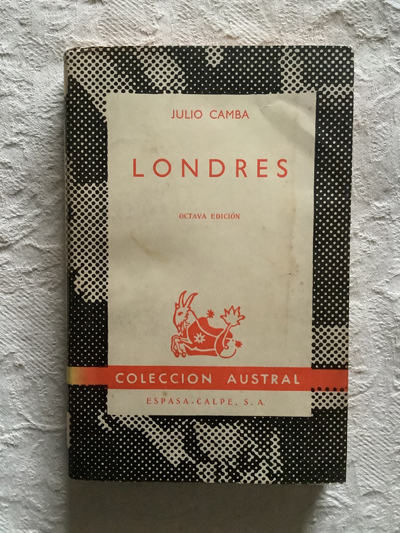 JULIO CAMBA
LONDRES
OCTAVA EDICIÓN
COLECCION AUSTRAL
ESPASA-CALPE, S. A.